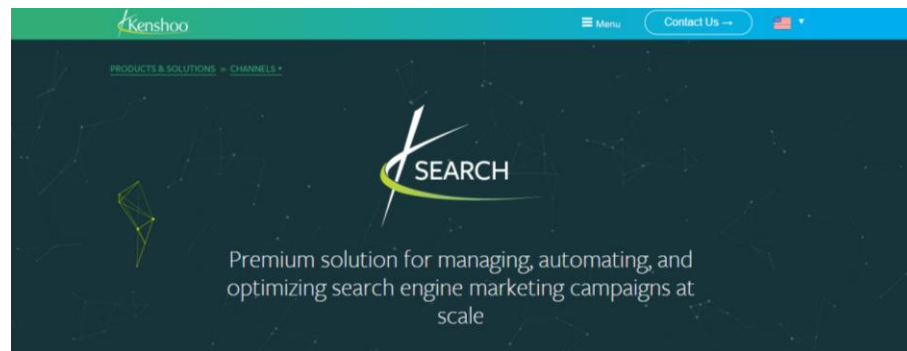 Kenshoo
Menu
Contact Us →
PRODUCTS & SOLUTIONS » CHANNELS
SEARCH
Premium solution for managing, automating, and
optimizing search engine marketing campaigns at
scale